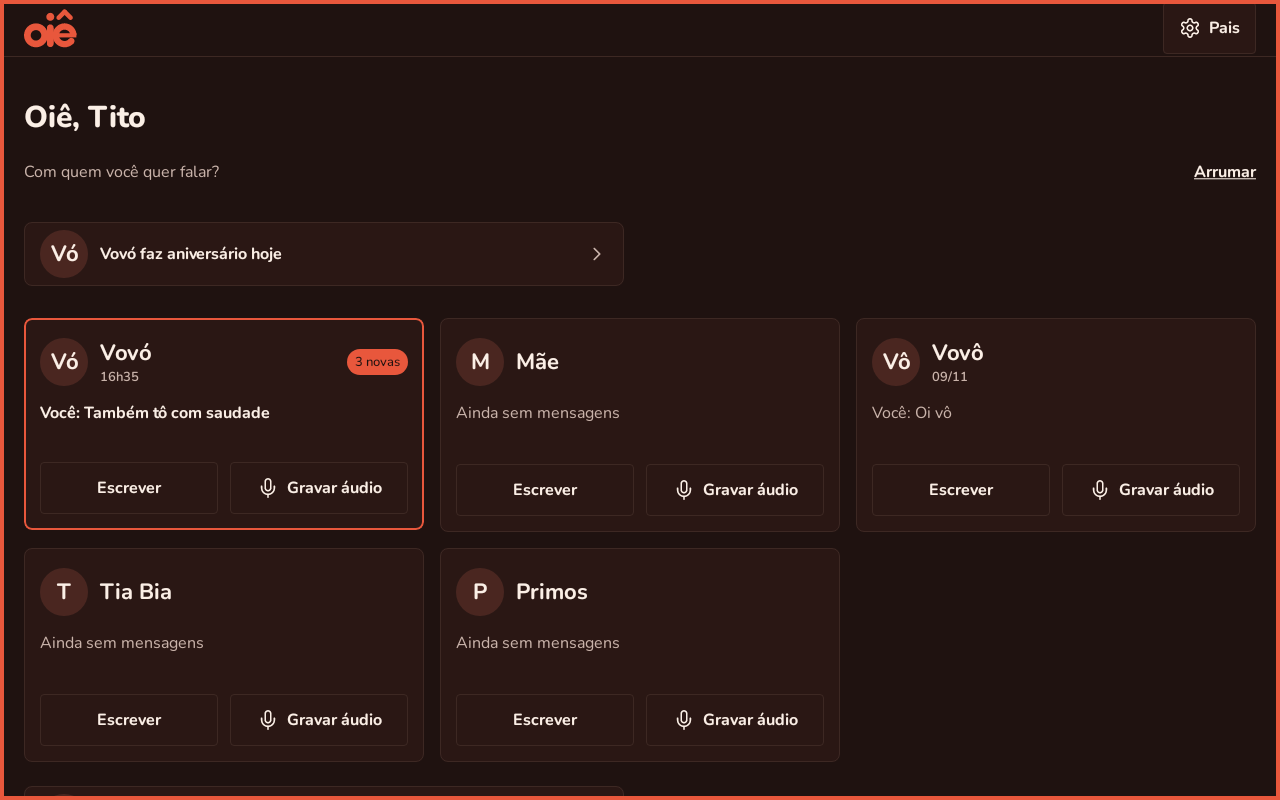 oiê
Pais
Oiê, Tito
Com quem você quer falar?
Arrumar
Vó
Vovó faz aniversário hoje
Vó
Vovó
16h35
3 novas
Você: Também tô com saudade
Escrever
Gravar áudio
M
Mãe
Ainda sem mensagens
Escrever
Gravar áudio
Vô
Vovô
09/11
Você: Oi vô
Escrever
Gravar áudio
T
Tia Bia
Ainda sem mensagens
Escrever
Gravar áudio
P
Primos
Ainda sem mensagens
Escrever
Gravar áudio